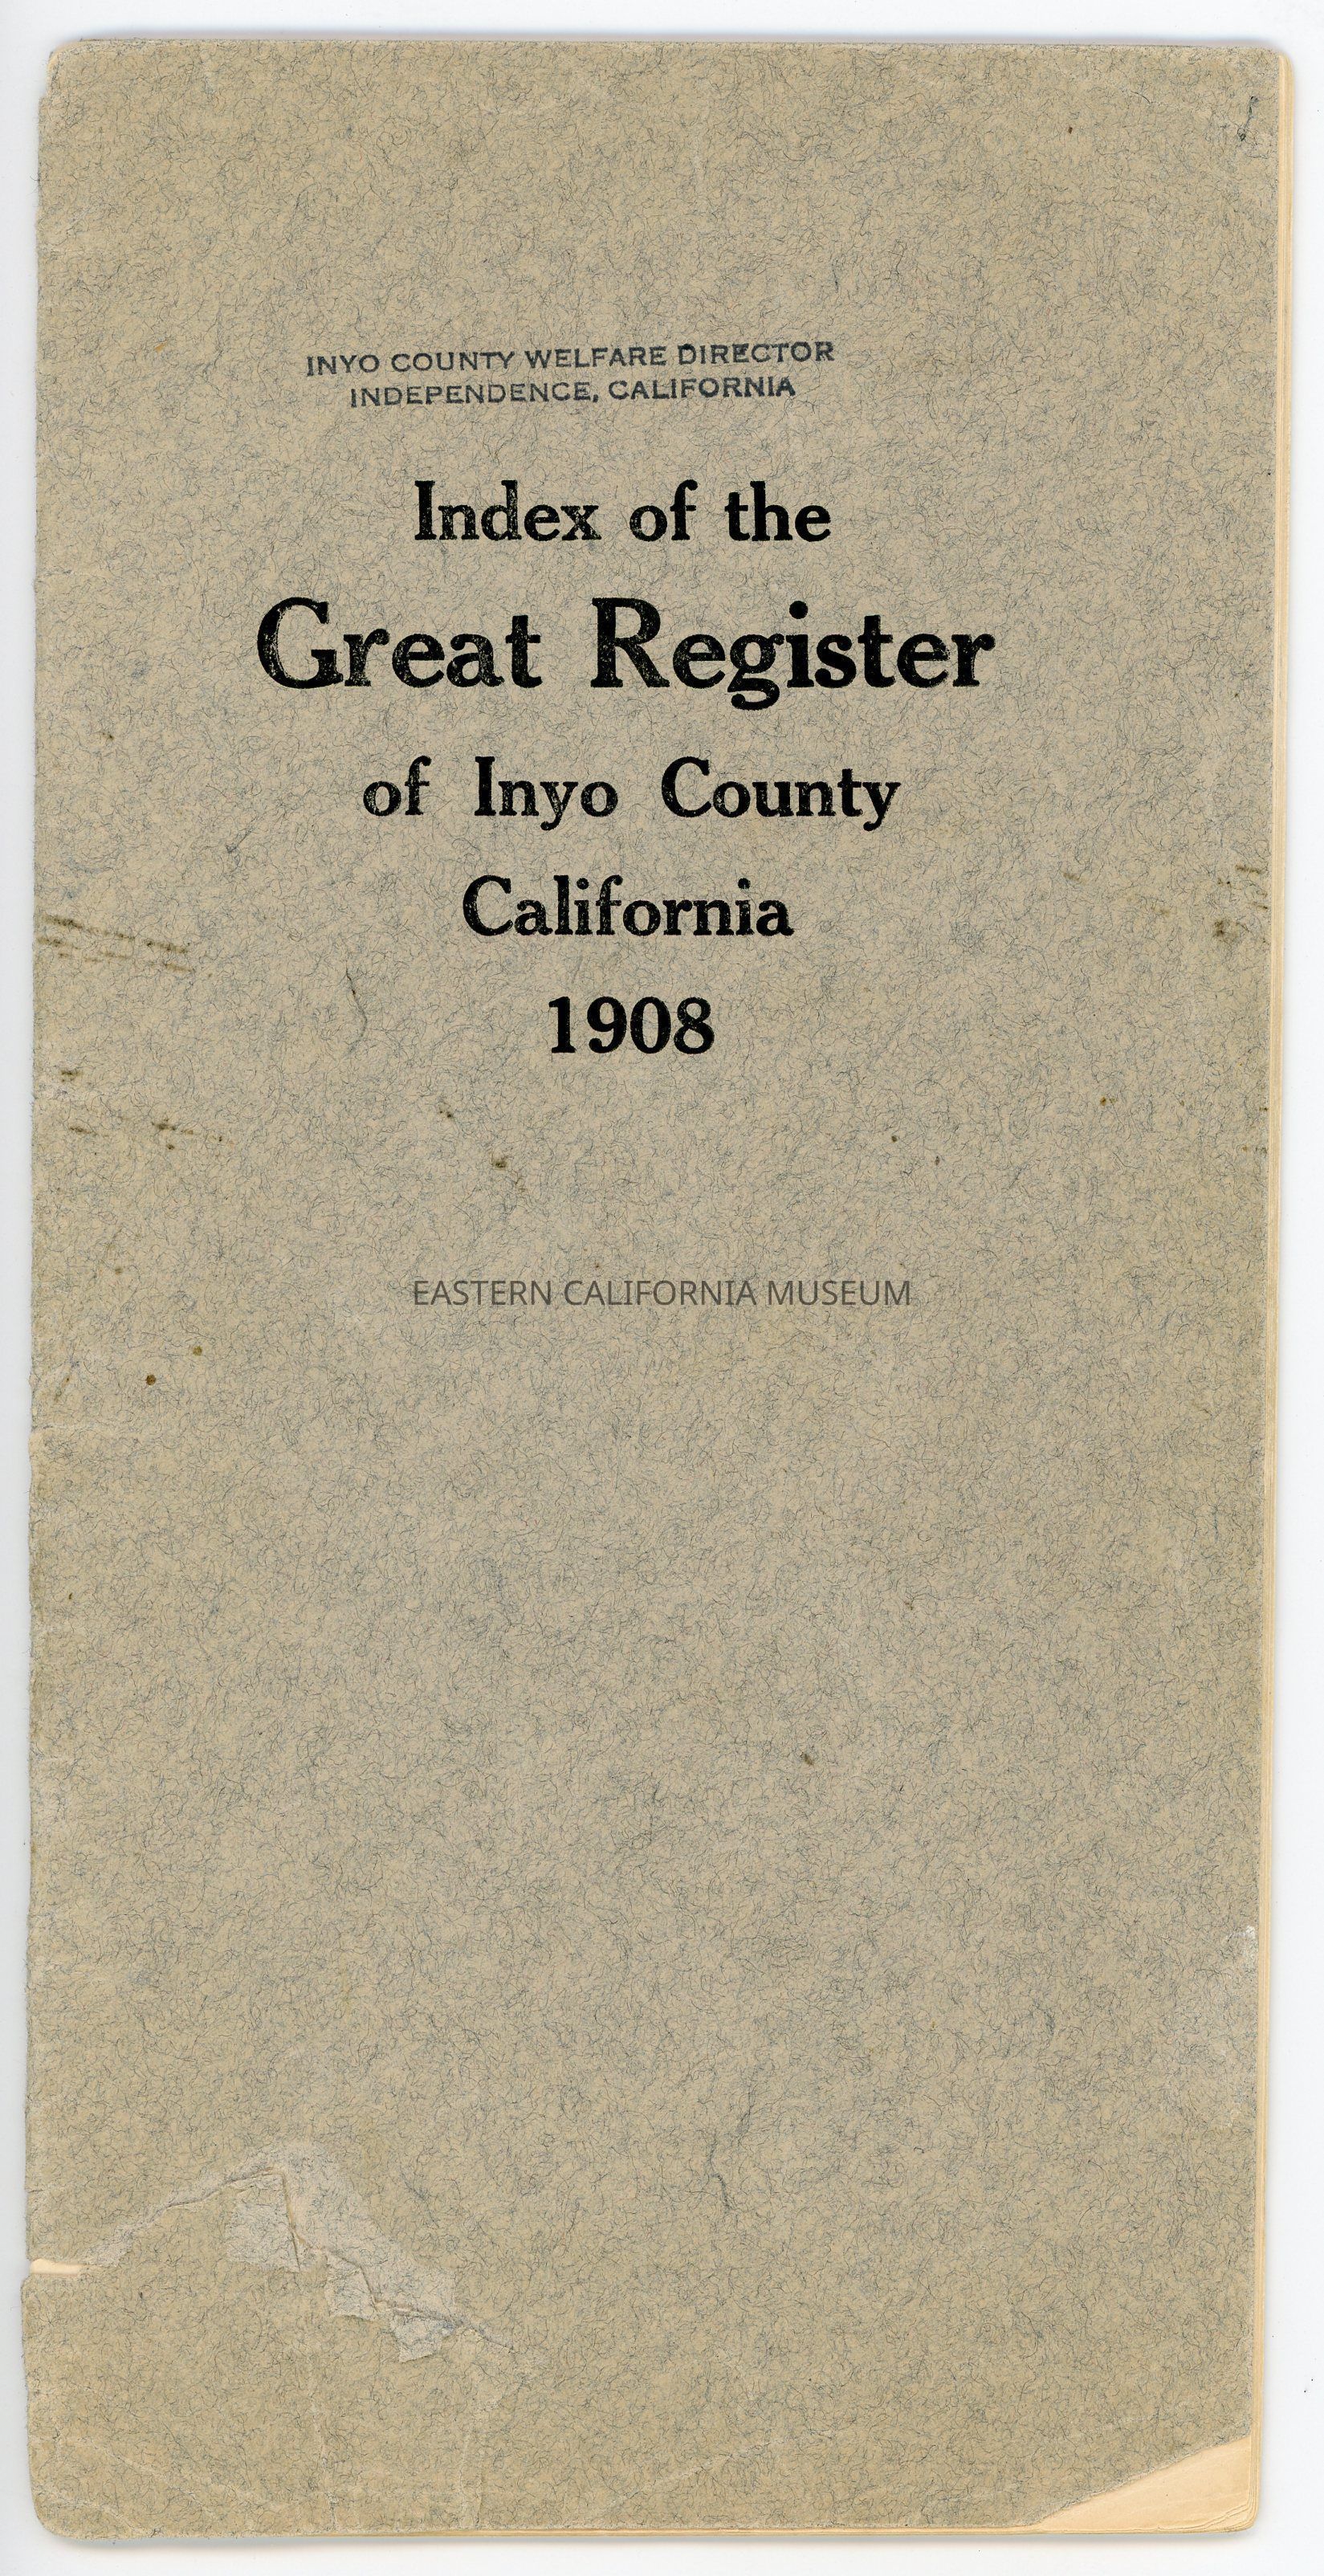 INYO COUNTY WELFARE DIRECTOR
INDEPENDENCE, CALIFORNIA
Index of the
Great Register
of Inyo County
California
1908
EASTERN CALIFORNIA MUSEUM